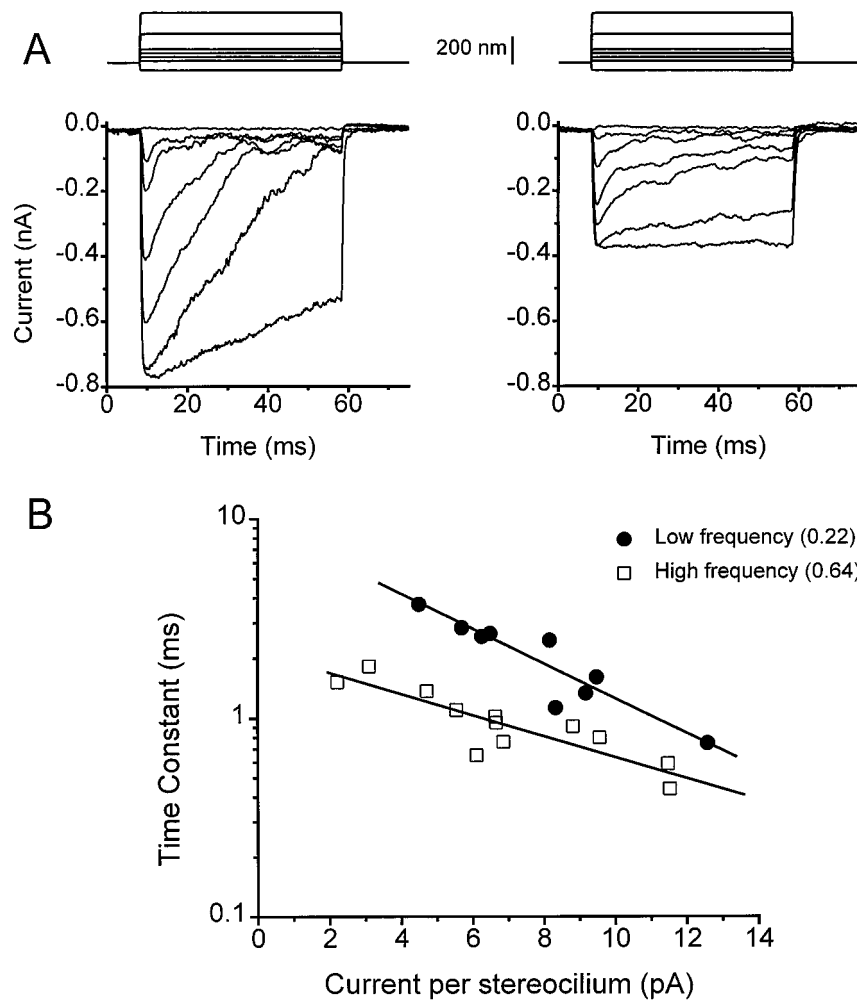 A
200 nm
0.0
-0.2
-0.4
-0.6
-0.8
Current (nA)
0 20 40 60
Time (ms)
0.0
-0.2
-0.4
-0.6
-0.8
0 20 40 60
Time (ms)
B
10
1
0.1
Time Constant (ms)
Low frequency (0.22)
High frequency (0.64)
0 2 4 6 8 10 12 14
Current per stereocilium (pA)